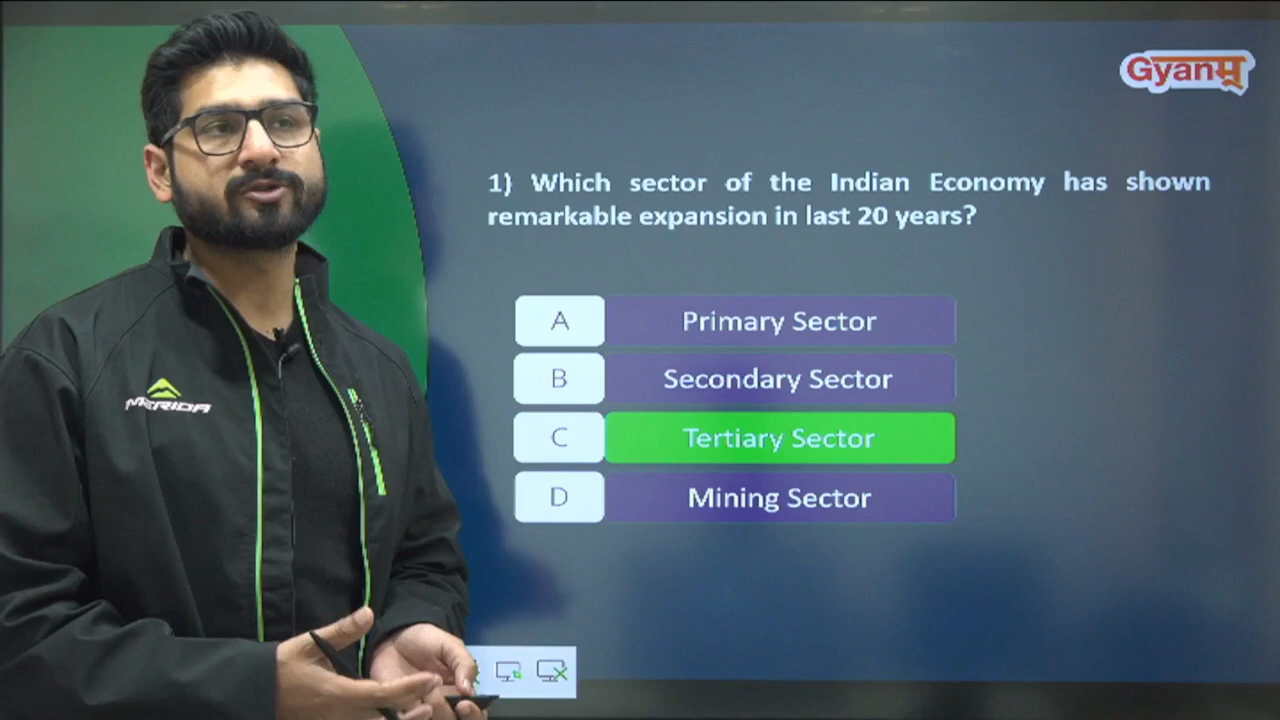 Gyanम्
1) Which sector of the Indian Economy has shown
remarkable expansion in last 20 years?
A Primary Sector
B Secondary Sector
C Tertiary Sector
D Mining Sector
MERIDA